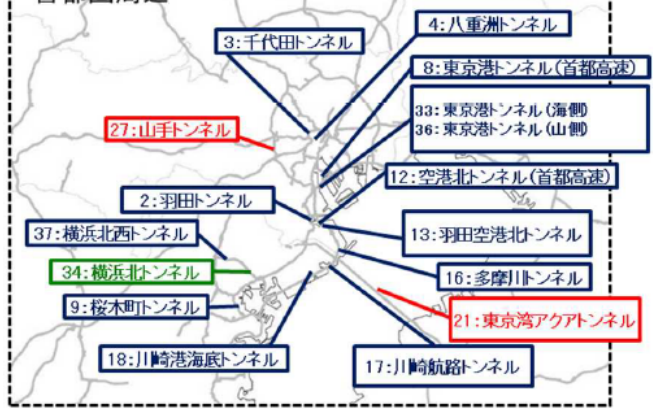 首都圏周辺
4:八重洲トンネル
3:千代田トンネル
8:東京港トンネル(首都高速)
33:東京港トンネル(海側)
36:東京港トンネル(山側)
27:山手トンネル
12:空港北トンネル(首都高速)
2:羽田トンネル
37:横浜北西トンネル
13:羽田空港北トンネル
34:横浜北トンネル
16:多摩川トンネル
9:桜木町トンネル
21:東京湾アクアトンネル
18:川崎港海底トンネル
17:川崎航路トンネル